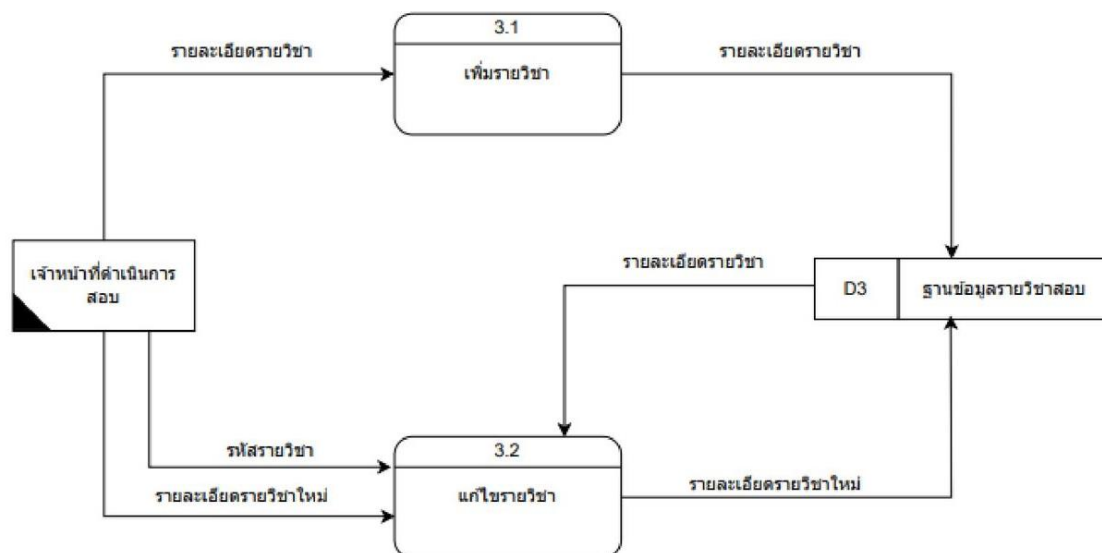 3.1
รายละเอียดรายวิชา
รายละเอียดรายวิชา
เพิ่มรายวิชา
เจ้าหน้าที่ดำเนินการ
สอบ
รายละเอียดรายวิชา
D3
ฐานข้อมูลรายวิชาสอบ
รหัสรายวิชา
3.2
รายละเอียดรายวิชาใหม่
แก้ไขรายวิชา
รายละเอียดรายวิชาใหม่